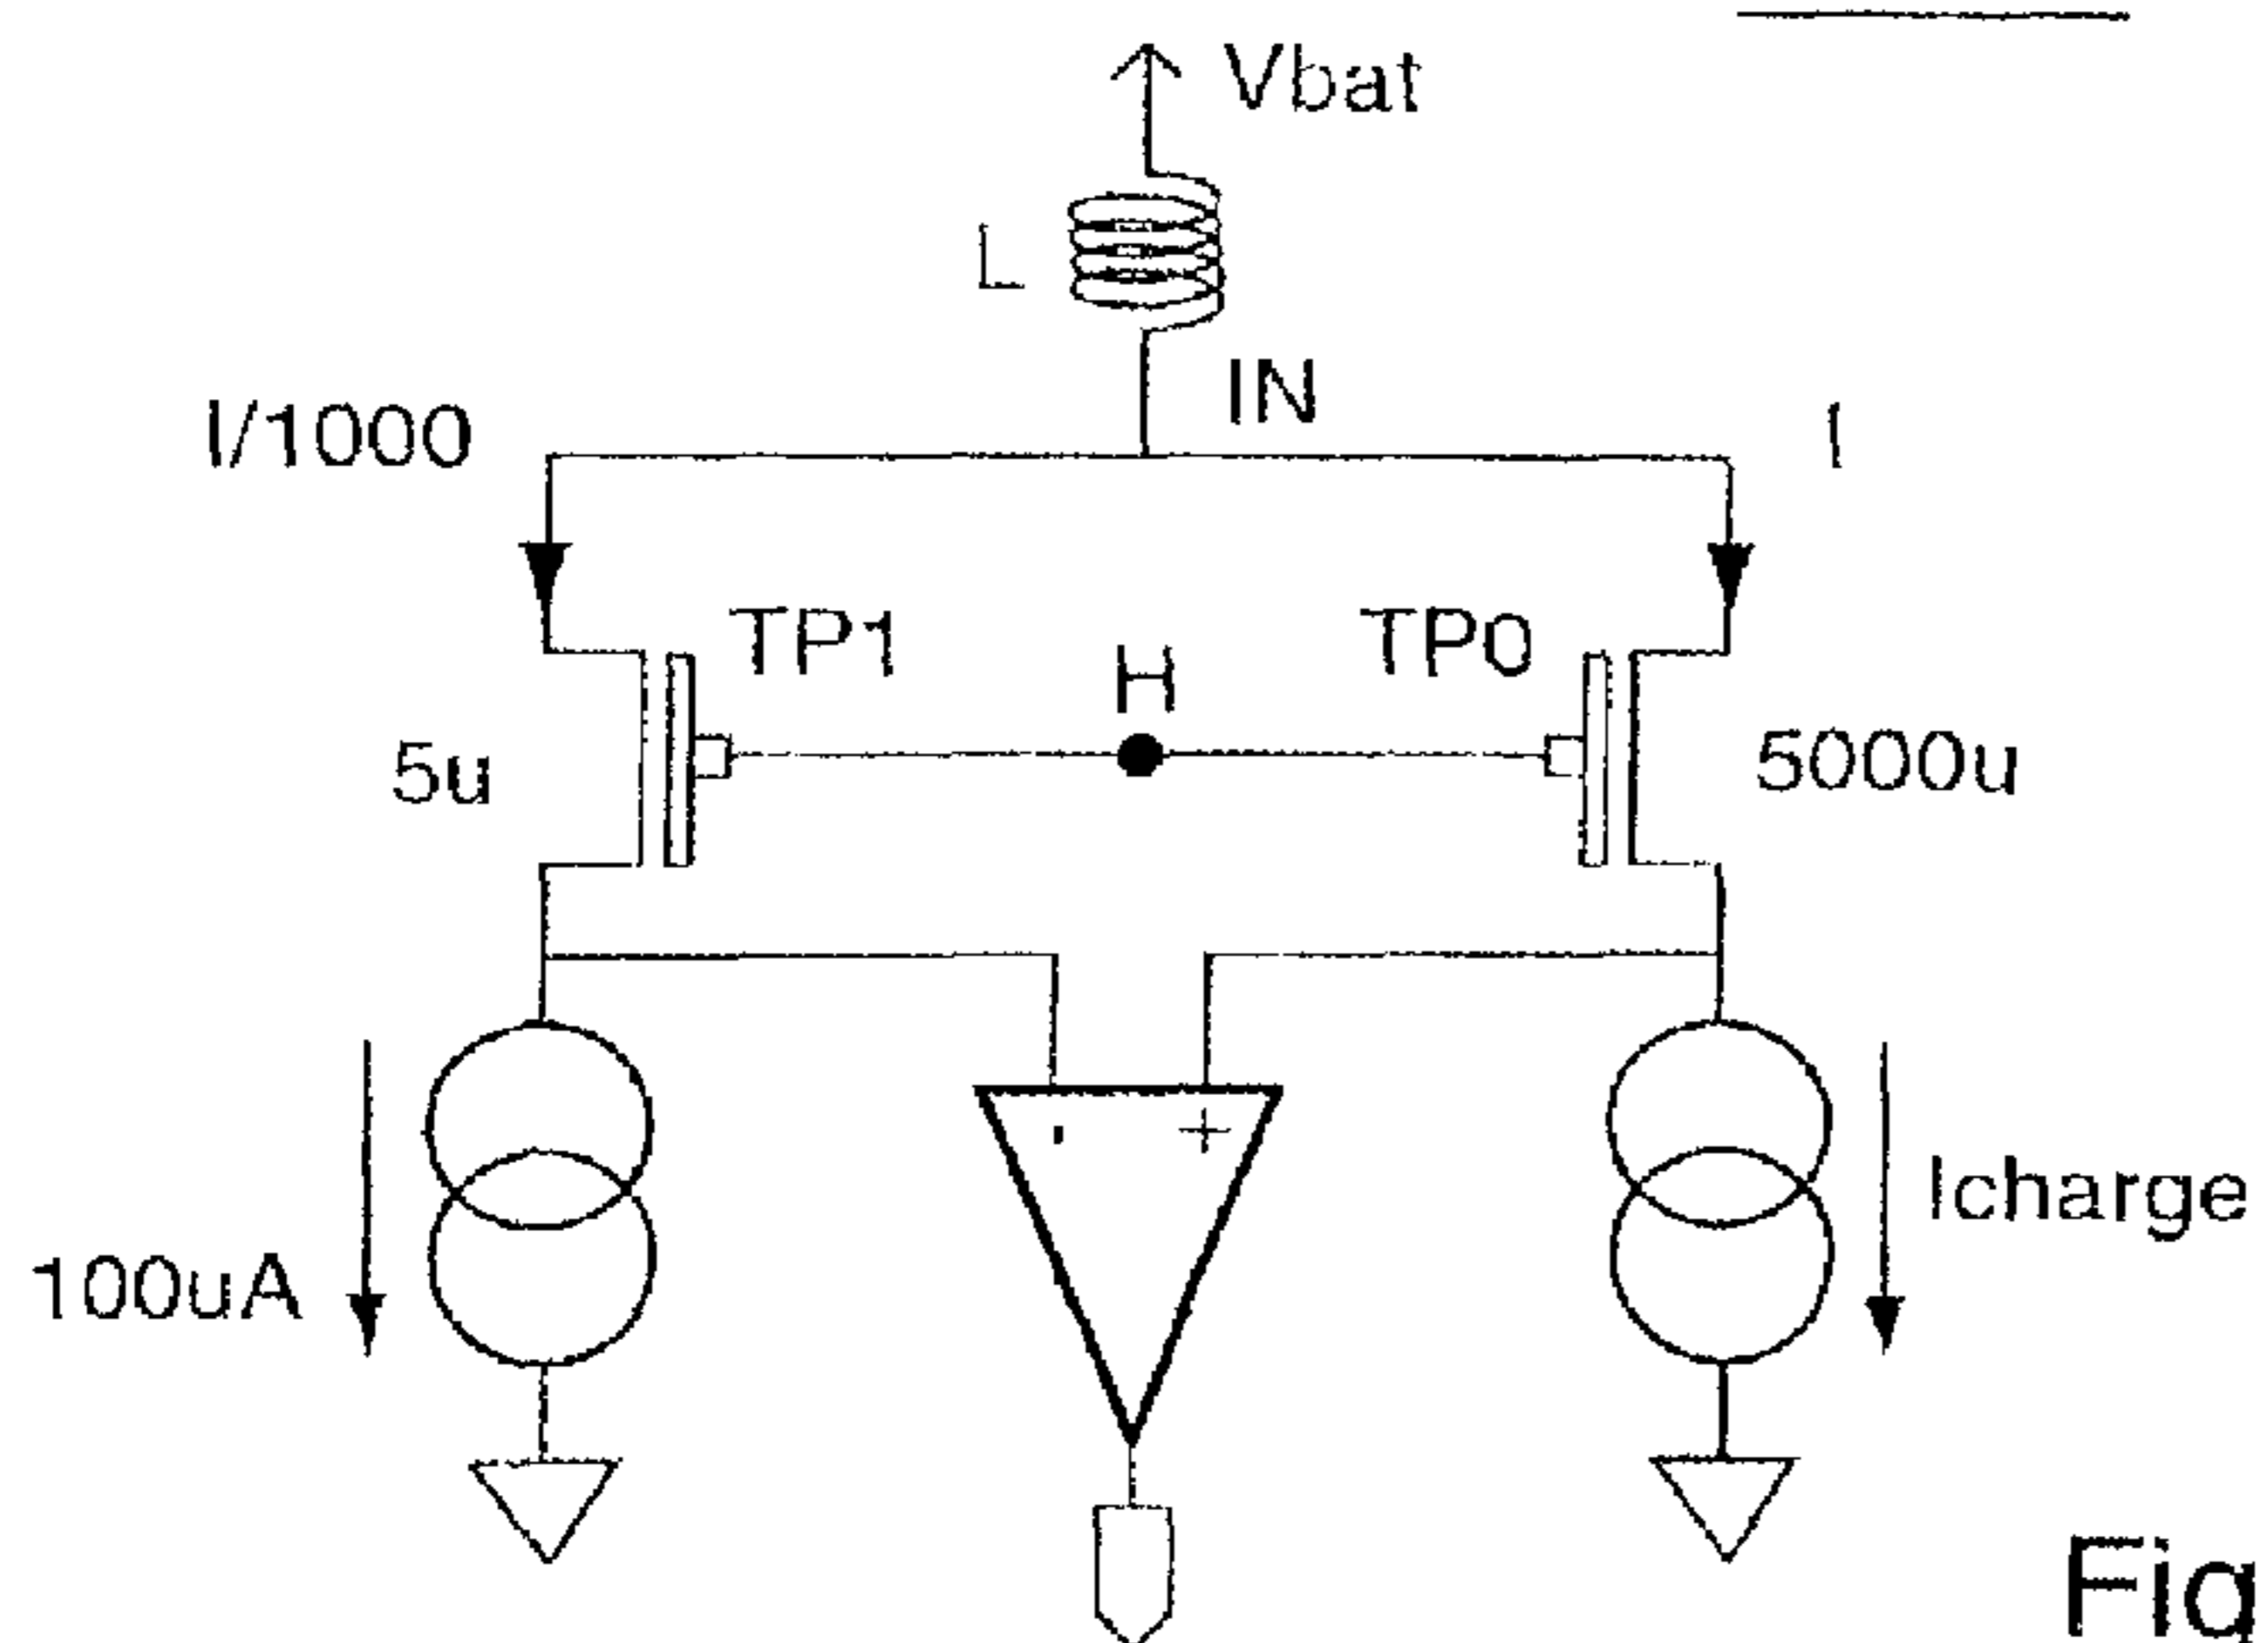 Vbat
L
IN
I/1000
I
TP1
H
TP0
5u
5000u
- +
Icharge
100uA
Fig